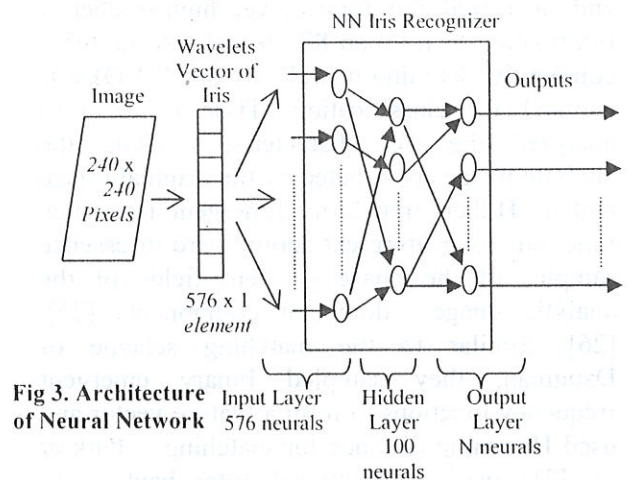 NN Iris Recognizer
Wavelets
Vector of
Iris
Image
Outputs
240 x
240
Pixels
576 x 1
element
Fig 3. Architecture
of Neural Network
Input Layer
576 neurals
Hidden
Layer
100
neurals
Output
Layer
N neurals